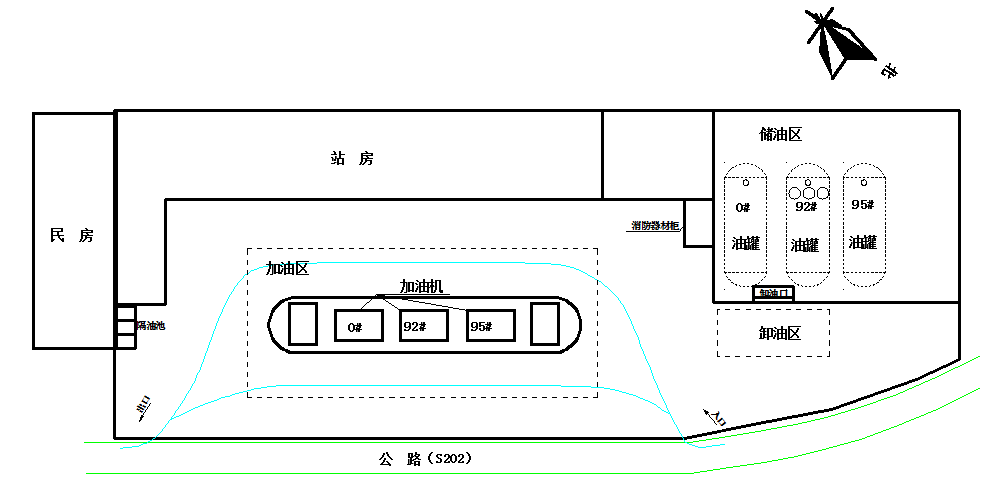 北
储油区
站 房
0#
92#
95#
油罐
油罐
油罐
消防器材柜
民 房
加油区
加油机
卸油口
0#
92#
95#
隔油池
卸油区
出口
入口
公 路(S202)